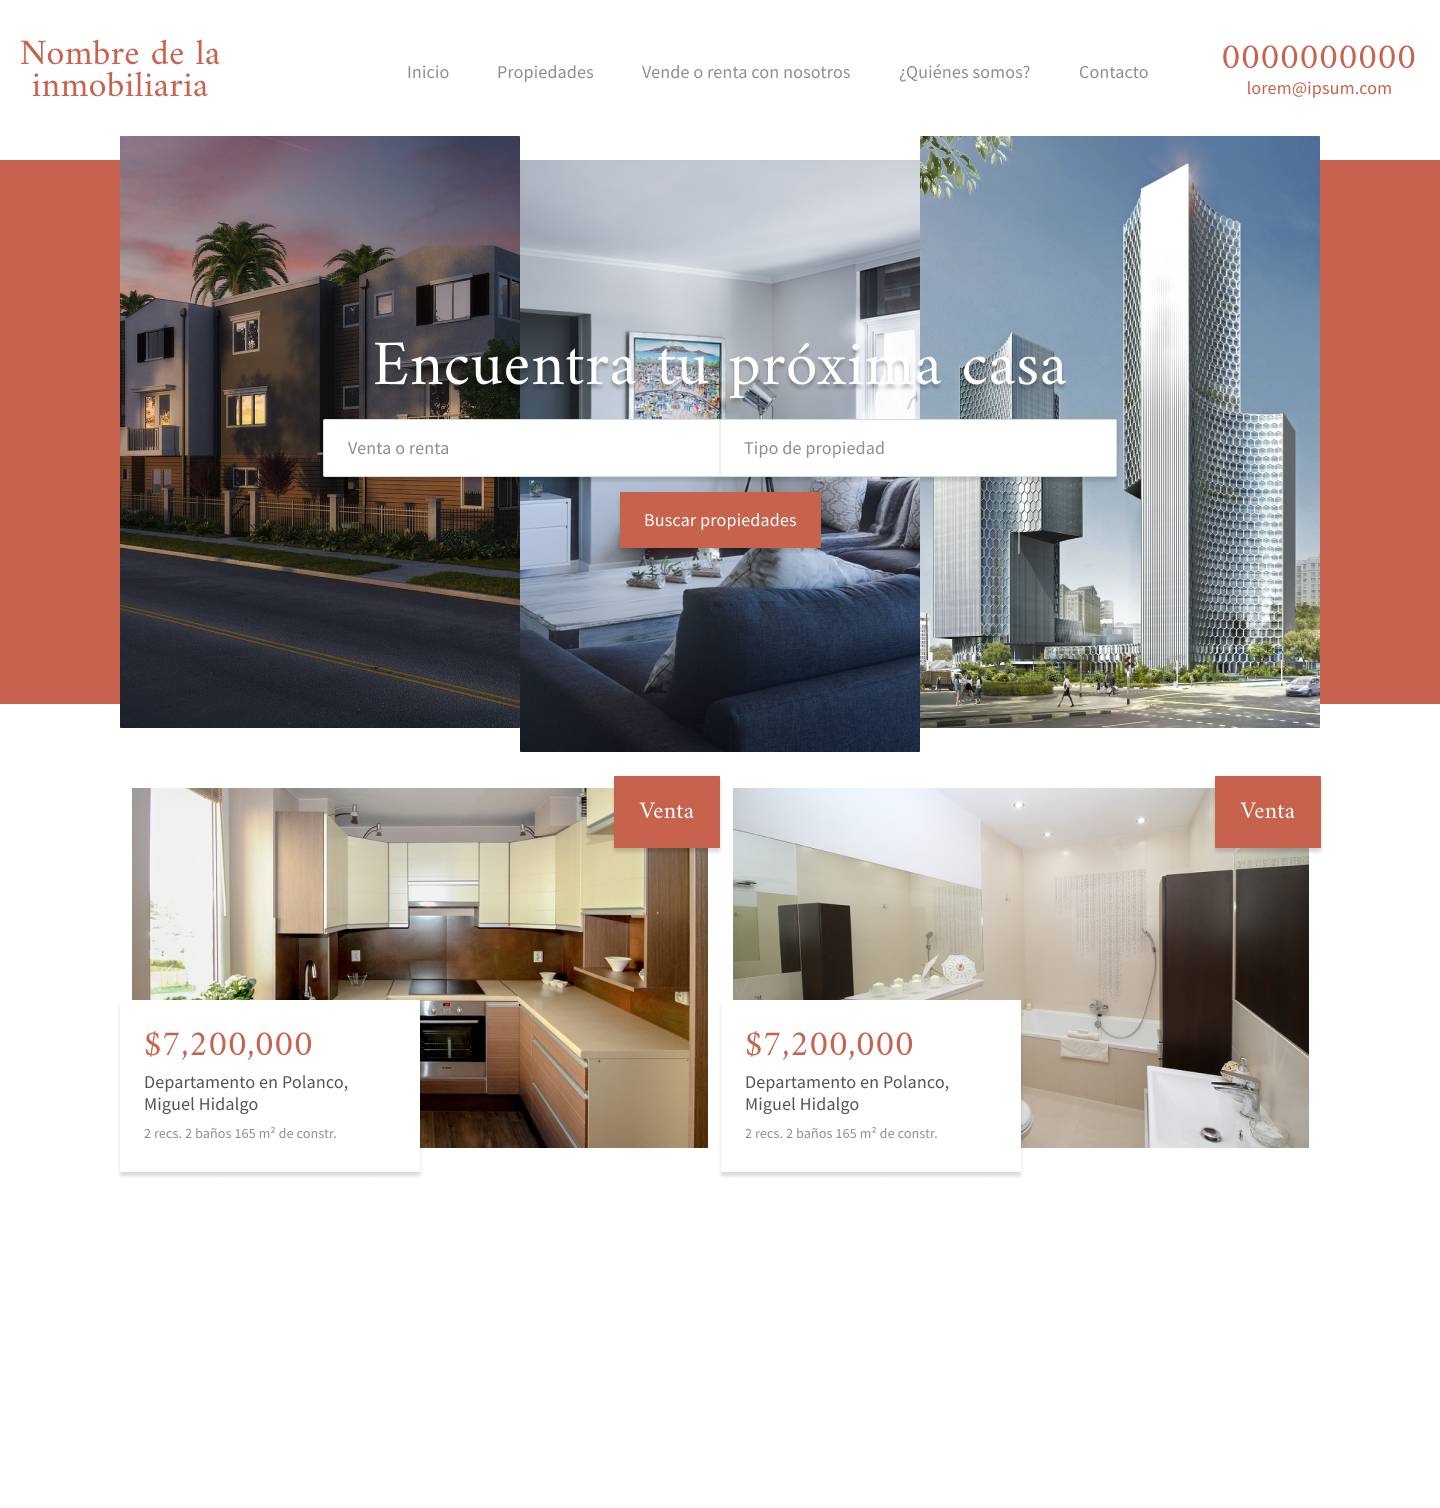 Nombre de la
inmobiliaria
Inicio
Propiedades
Vende o renta con nosotros
¿Quiénes somos?
Contacto
0000000000
lorem@ipsum.com
Encuentra tu próxima casa
Venta o renta
Tipo de propiedad
Buscar propiedades
Venta
$7,200,000
Departamento en Polanco,
Miguel Hidalgo
2 recs. 2 baños 165 m² de constr.
Venta
$7,200,000
Departamento en Polanco,
Miguel Hidalgo
2 recs. 2 baños 165 m² de constr.